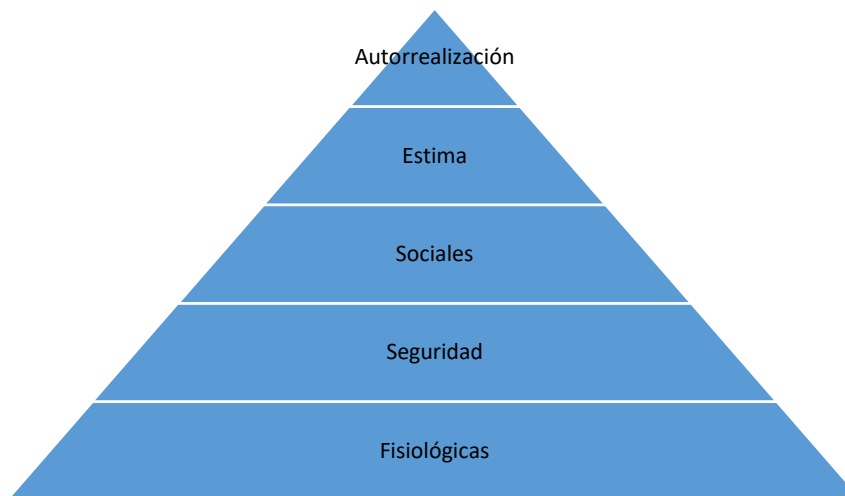 Autorrealización
Estima
Sociales
Seguridad
Fisiológicas